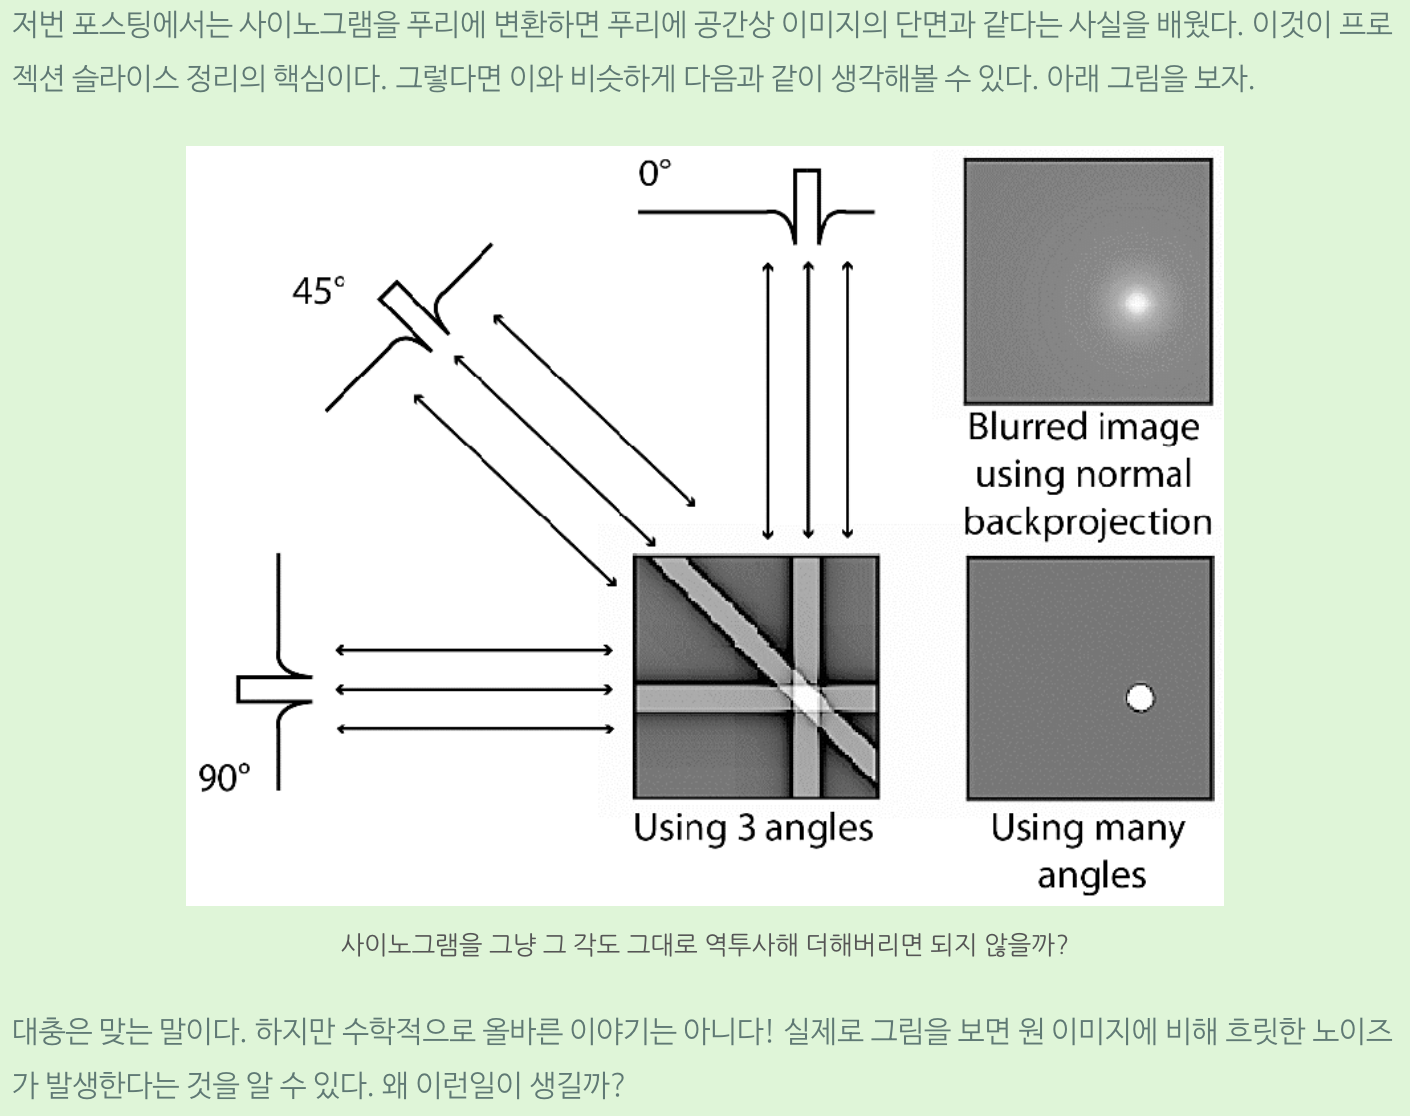 저번 포스팅에서는 사이노그램을 푸리에 변환하면 푸리에 공간상 이미지의 단면과 같다는 사실을 배웠다. 이것이 프로
젝션 슬라이스 정리의 핵심이다. 그렇다면 이와 비슷하게 다음과 같이 생각해볼 수 있다. 아래 그림을 보자.
0°
45°
90°
Using 3 angles
Blurred image
using normal
backprojection
Using many
angles
사이노그램을 그냥 그 각도 그대로 역투사해 더해버리면 되지 않을까?
대충은 맞는 말이다. 하지만 수학적으로 올바른 이야기는 아니다! 실제로 그림을 보면 원 이미지에 비해 흐릿한 노이즈
가 발생한다는 것을 알 수 있다. 왜 이런일이 생길까?